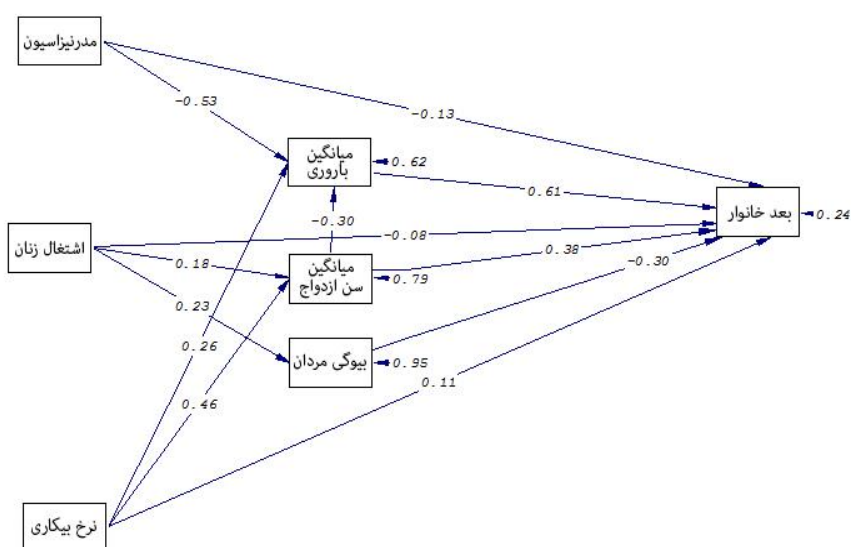 مدرنیزاسیون
-0.53
-0.13
میانگین
باروری
0.62
0.61
بعد خانوار
0.24
-0.30
اشتغال زنان
-0.08
0.18
میانگین
سن ازدواج
0.38
0.79
-0.30
0.23
بیوگی مردان
0.95
0.26
0.11
0.46
نرخ بیکاری